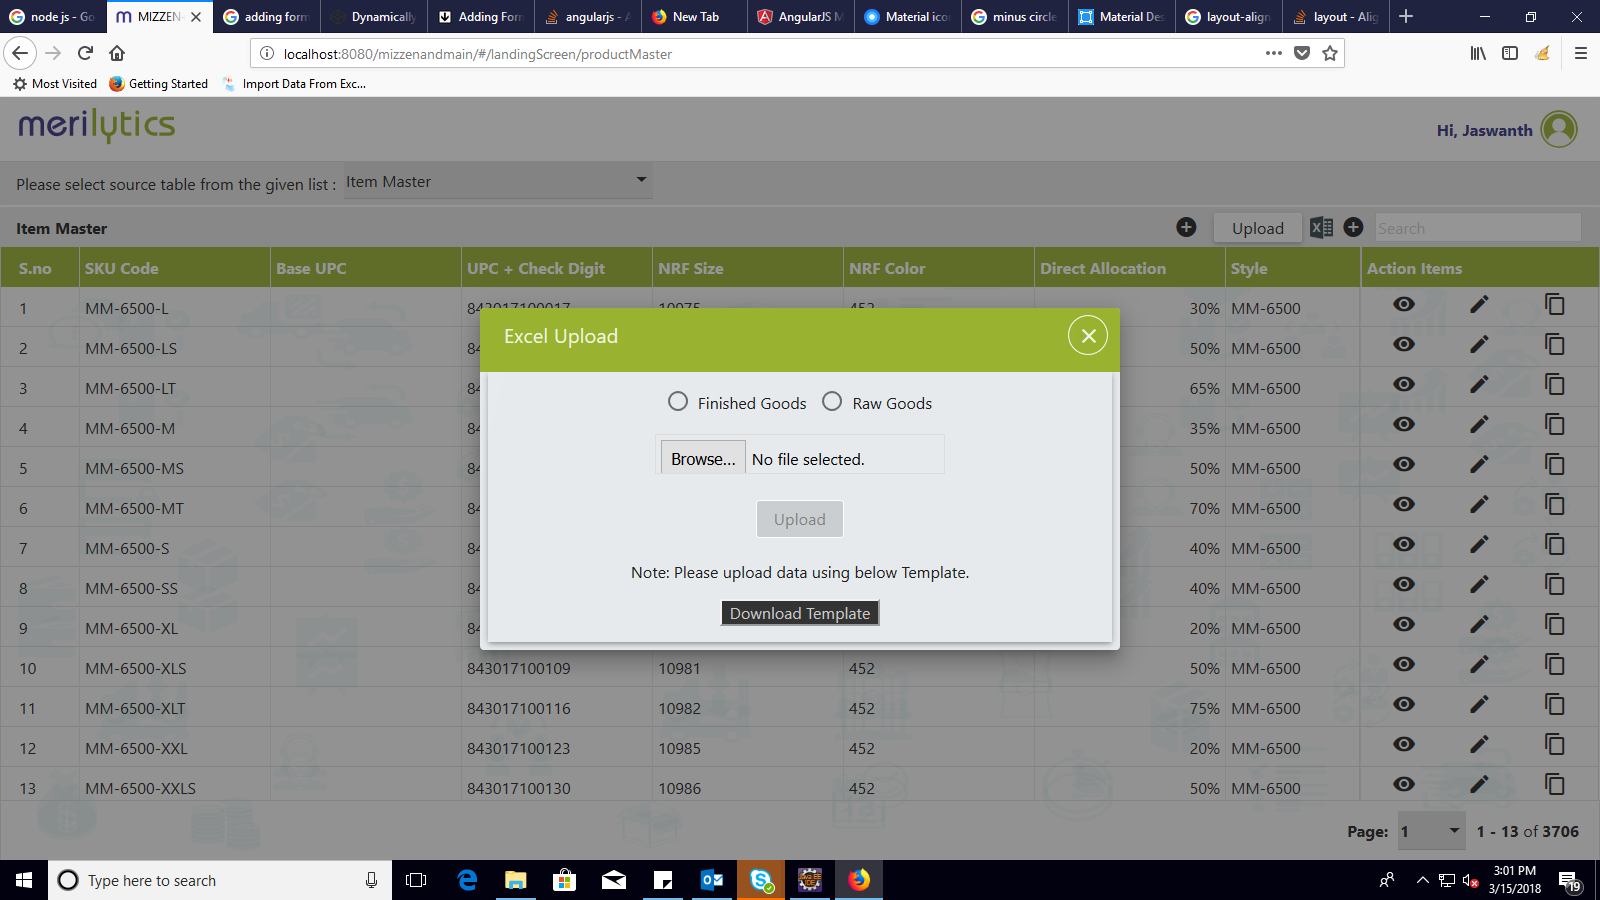 node js - Go
MIZZEN
adding form
Dynamically
Adding For
angularjs - A
New Tab
AngularJS M
Material ico
minus circle
Material Des
layout-align
layout - Alig
localhost:8080/mizzenandmain/#/landingScreen/productMaster
Most Visited
Getting Started
Import Data From Exc...
merilytics
Hi, Jaswanth
Please select source table from the given list :
Item Master
Item Master
Upload
Search
S.no SKU Code Base UPC UPC + Check Digit NRF Size NRF Color Direct Allocation Style Action Items
1 MM-6500-L 843017100017 10975 452 30% MM-6500
2 MM-6500-LS 84 50% MM-6500
3 MM-6500-LT 84 65% MM-6500
4 MM-6500-M 84 35% MM-6500
5 MM-6500-MS 84 50% MM-6500
6 MM-6500-MT 84 70% MM-6500
7 MM-6500-S 84 40% MM-6500
8 MM-6500-SS 84 40% MM-6500
9 MM-6500-XL 84 20% MM-6500
10 MM-6500-XLS 843017100109 10981 452 50% MM-6500
11 MM-6500-XLT 843017100116 10982 452 75% MM-6500
12 MM-6500-XXL 843017100123 10985 452 20% MM-6500
13 MM-6500-XXLS 843017100130 10986 452 50% MM-6500
Excel Upload
Finished Goods Raw Goods
Browse... No file selected.
Upload
Note: Please upload data using below Template.
Download Template
Page: 1 1 - 13 of 3706
Type here to search
3:01 PM
3/15/2018
19